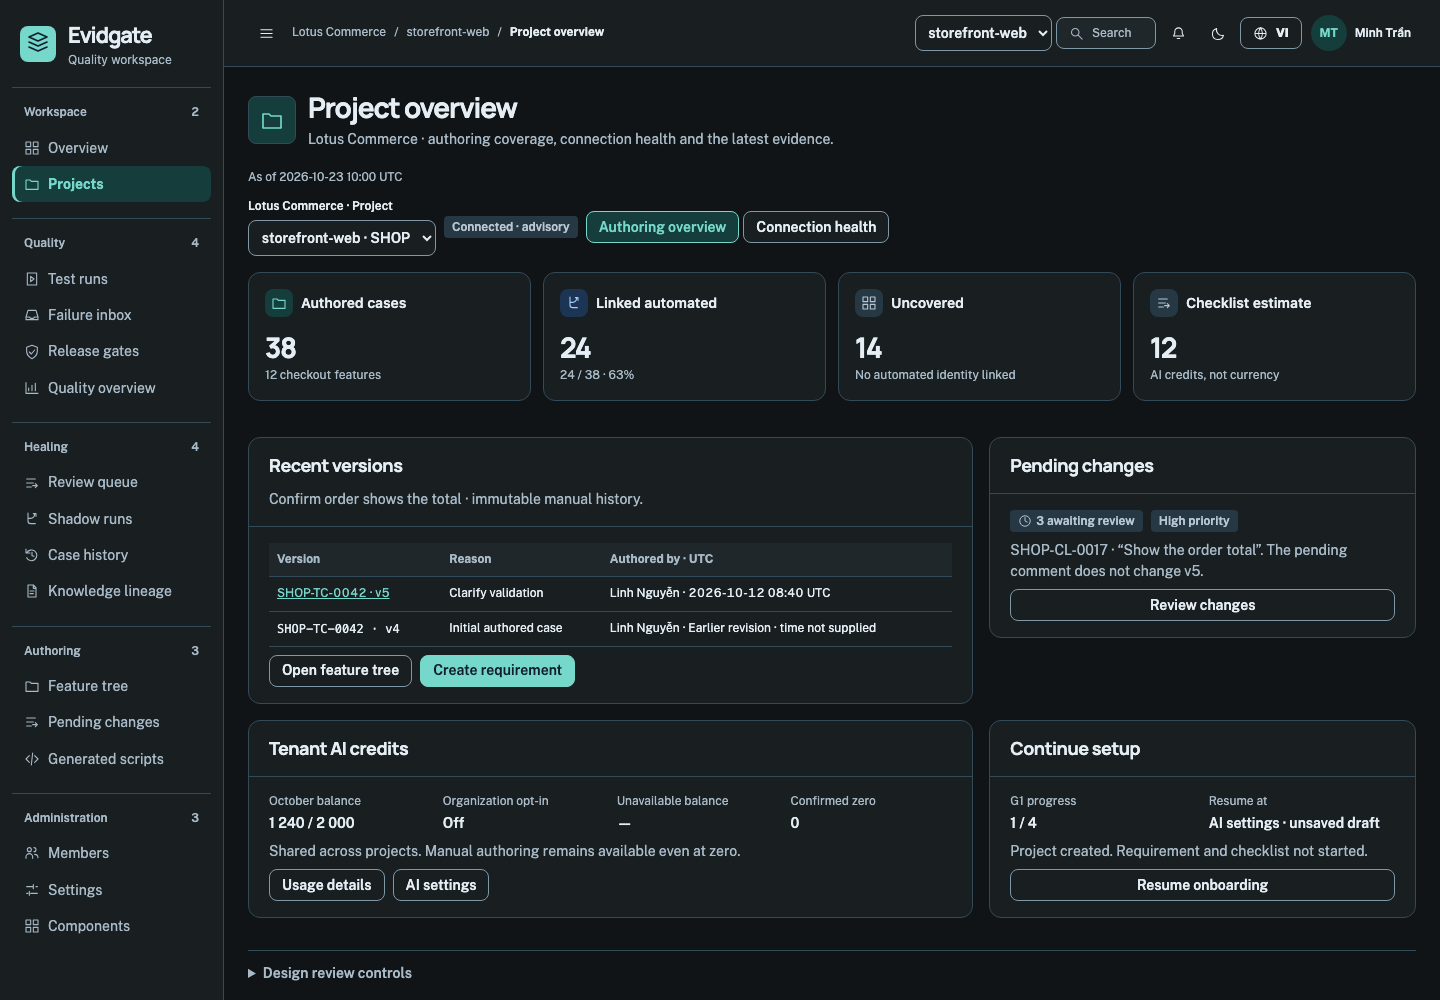 Evidgate
Quality workspace
Workspace 2
Overview
Projects
Quality 4
Test runs
Failure inbox
Release gates
Quality overview
Healing 4
Review queue
Shadow runs
Case history
Knowledge lineage
Authoring 3
Feature tree
Pending changes
Generated scripts
Administration 3
Members
Settings
Components
Lotus Commerce / storefront-web / Project overview
storefront-web
Search
VI
MT
Minh Trần
Project overview
Lotus Commerce · authoring coverage, connection health and the latest evidence.
As of 2026-10-23 10:00 UTC
Lotus Commerce · Project
storefront-web · SHOP
Connected · advisory
Authoring overview
Connection health
Authored cases
38
12 checkout features
Linked automated
24
24 / 38 · 63%
Uncovered
14
No automated identity linked
Checklist estimate
12
AI credits, not currency
Recent versions
Confirm order shows the total · immutable manual history.
Version Reason Authored by · UTC
SHOP-TC-0042 · v5 Clarify validation Linh Nguyễn · 2026-10-12 08:40 UTC
SHOP-TC-0042 · v4 Initial authored case Linh Nguyễn · Earlier revision · time not supplied
Open feature tree
Create requirement
Pending changes
3 awaiting review
High priority
SHOP-CL-0017 · “Show the order total”. The pending
comment does not change v5.
Review changes
Tenant AI credits
October balance Organization opt-in Unavailable balance Confirmed zero
1 240 / 2 000 Off — 0
Shared across projects. Manual authoring remains available even at zero.
Usage details
AI settings
Continue setup
G1 progress Resume at
1 / 4 AI settings · unsaved draft
Project created. Requirement and checklist not started.
Resume onboarding
Design review controls